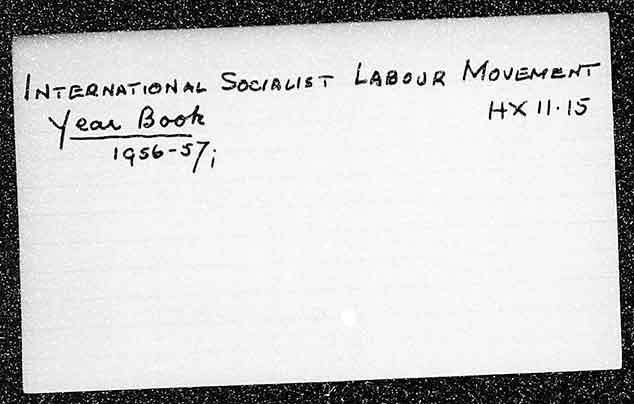 INTERNATIONAL SOCIALIST LABOUR MOVEMENT
Year Book HX 11.15
1956-57;